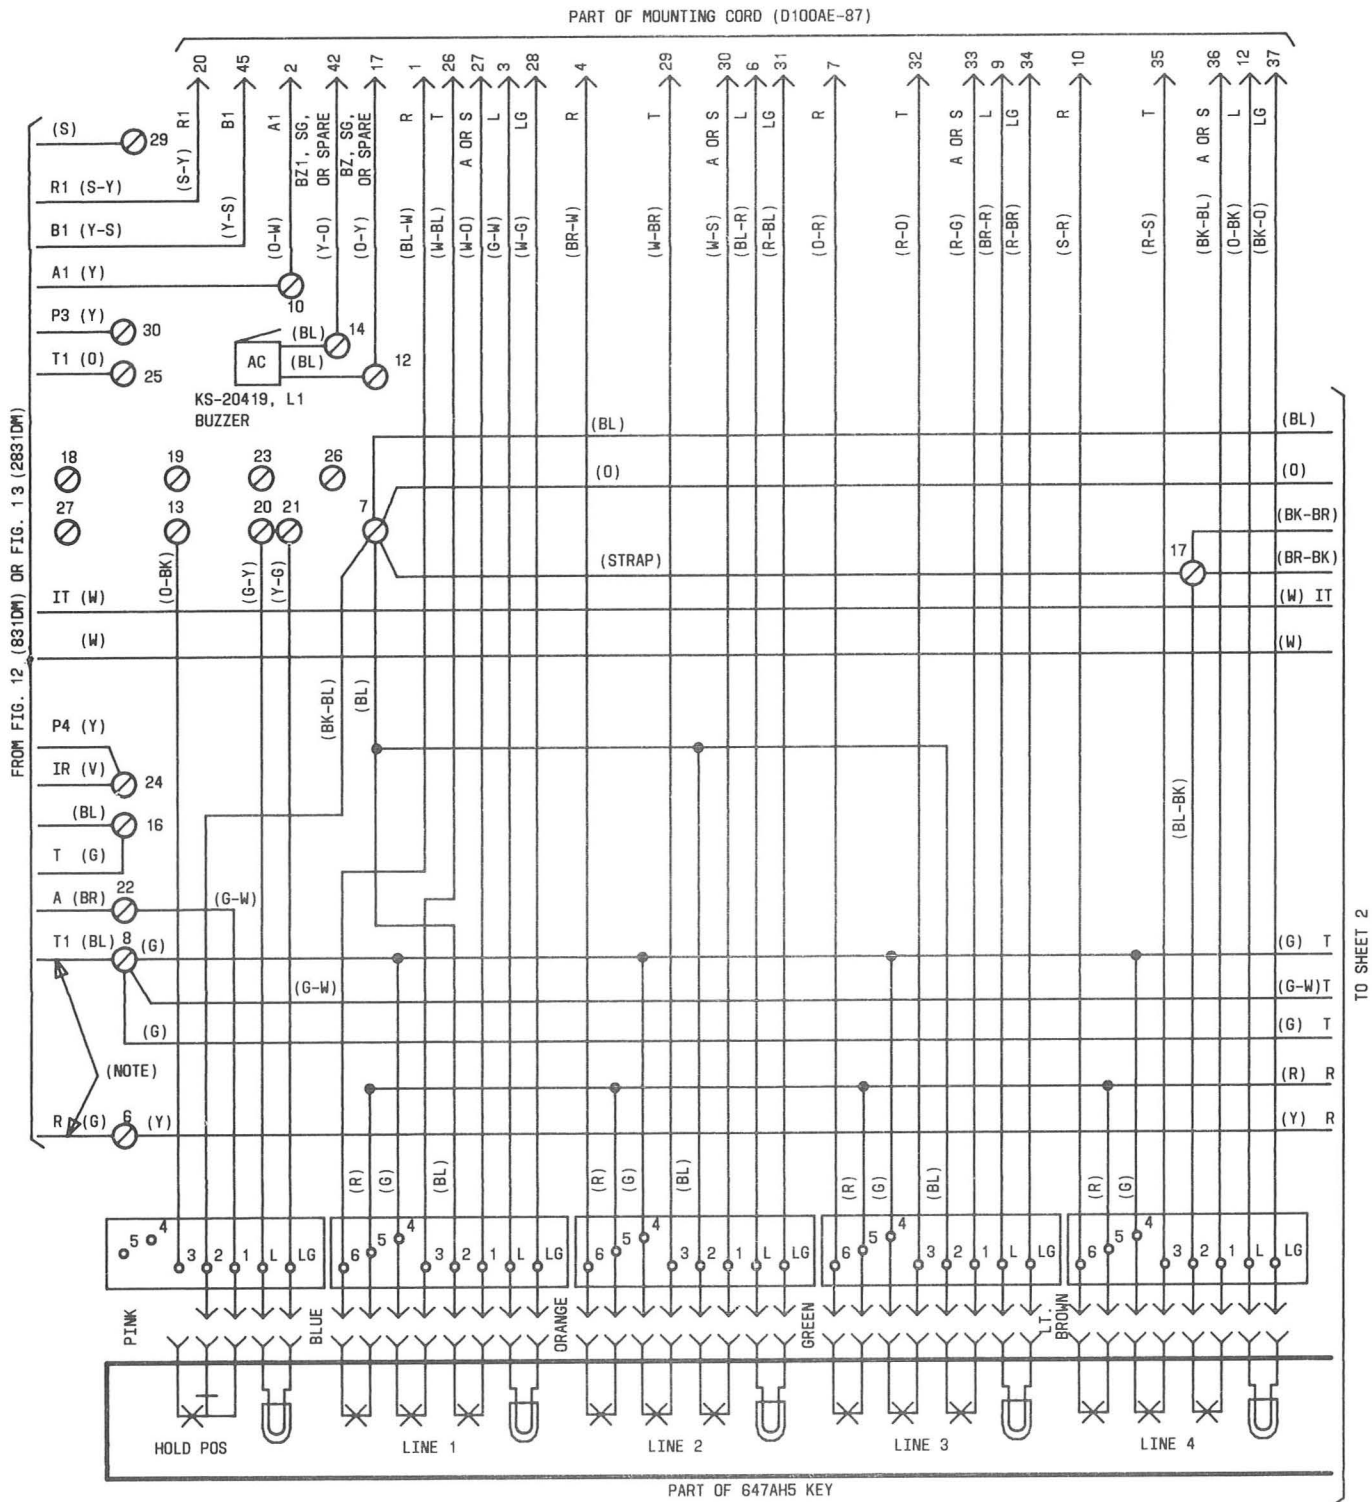 PART OF MOUNTING CORD (D100AE-87)
20 45 2 42 17 1 26 27 3 28 4 29 30 6 31 7 32 33 9 34 10 35 36 12 37
R1 B1 A1 BZ1, SG, OR SPARE BZ, SG, OR SPARE R T A OR S L LG R T A OR S L LG R T A OR S L LG R T A OR S L LG
(S-Y) (Y-S) (O-W) (Y-O) (O-Y) (BL-W) (W-BL) (W-O) (G-W) (W-G) (BR-W) (W-BR) (W-S) (BL-R) (R-BL) (O-R) (R-O) (R-G) (BR-R) (R-BR) (S-R) (R-S) (BK-BL) (O-BK) (BK-O)
(S) 29
R1 (S-Y)
B1 (Y-S)
A1 (Y) 10
P3 (Y) 30
T1 (O) 25
AC (BL) 14
(BL) 12
KS-20419, L1
BUZZER
FROM FIG. 12 (831DM) OR FIG. 13 (2831DM)
(BL) (BL)
(O) (O)
18 19 23 26
27 13 20 21 7
(BK-BR)
(STRAP) 17 (BR-BK)
(O-BK) (G-Y) (Y-G)
IT (W) (W) IT
(W) (W)
(BK-BL) (BL) (BL-BK)
P4 (Y)
IR (V) 24
(BL) 16
T (G)
A (BR) 22 (G-W)
T1 (BL) 8 (G) (G) T
(G-W) (G-W)T
(G) (G) T
(NOTE)
(R) R
R (G) 6 (Y) (Y) R
TO SHEET 2
(R) (G) (BL) (R) (G) (BL) (R) (G) (BL) (R) (G)
5 4 3 2 1 L LG
6 5 4 3 2 1 L LG
6 5 4 3 2 1 L LG
6 5 4 3 2 1 L LG
6 5 4 3 2 1 L LG
PINK BLUE ORANGE GREEN LT. BROWN
HOLD POS LINE 1 LINE 2 LINE 3 LINE 4
PART OF 647AH5 KEY